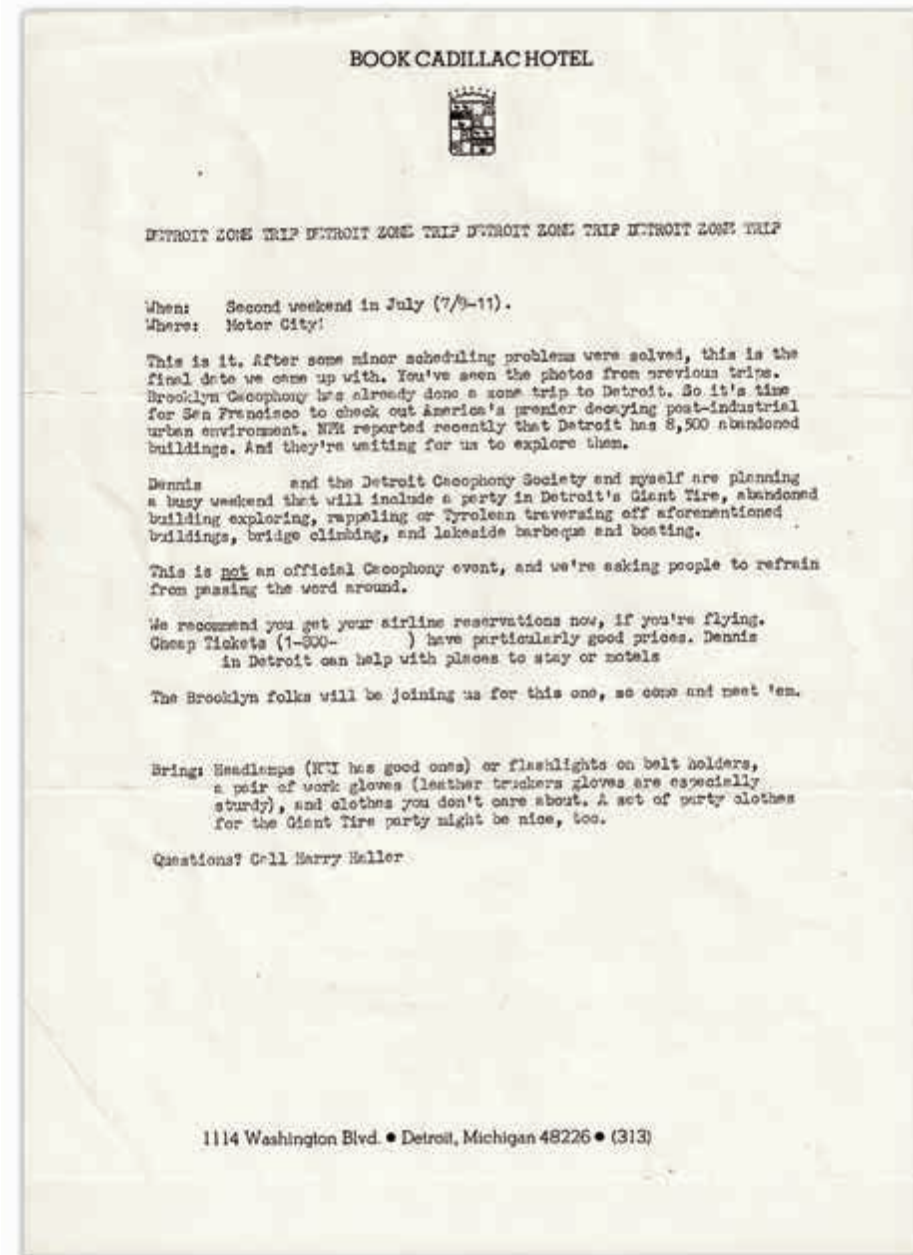 BOOK CADILLAC HOTEL
DETROIT ZONE TRIP DETROIT ZONE TRIP DETROIT ZONE TRIP DETROIT ZONE TRIP
When: Second weekend in July (7/9-11).
Where: Motor City!
This is it. After some minor scheduling problems were solved, this is the
final date we came up with. You've seen the photos from previous trips.
Brooklyn Cacophony has already done a zone trip to Detroit. So it's time
for San Francisco to check out America's premier decaying post-industrial
urban environment. NPR reported recently that Detroit has 8,500 abandoned
buildings. And they're waiting for us to explore them.
Dennis and the Detroit Cacophony Society and myself are planning
a busy weekend that will include a party in Detroit's Giant Tire, abandoned
building exploring, rappeling or Tyrolean traversing off aforementioned
buildings, bridge climbing, and lakeside barbeque and boating.
This is not an official Cacophony event, and we're asking people to refrain
from passing the word around.
We recommend you get your airline reservations now, if you're flying.
Cheap Tickets (1-800- ) have particularly good prices. Dennis
in Detroit can help with places to stay or motels
The Brooklyn folks will be joining us for this one, so come and meet 'em.
Bring: Headlamps (REI has good ones) or flashlights on belt holders,
a pair of work gloves (leather truckers gloves are especially
sturdy), and clothes you don't care about. A set of party clothes
for the Giant Tire party might be nice, too.
Questions? Call Harry Haller
1114 Washington Blvd. ● Detroit, Michigan 48226 ● (313)